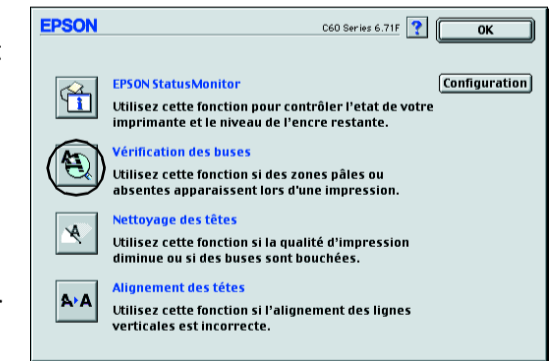 EPSON
C60 Series 6.71F
?
OK
EPSON StatusMonitor
Configuration
Utilisez cette fonction pour contrôler l'etat de votre
imprimante et le niveau de l'encre restante.
Vérification des buses
Utilisez cette fonction si des zones pâles ou
absentes apparaissent lors d'une impression.
Nettoyage des têtes
Utilisez cette fonction si la qualité d'impression
diminue ou si des buses sont bouchées.
Alignement des tétes
Utilisez cette fonction si l'alignement des lignes
verticales est incorrecte.